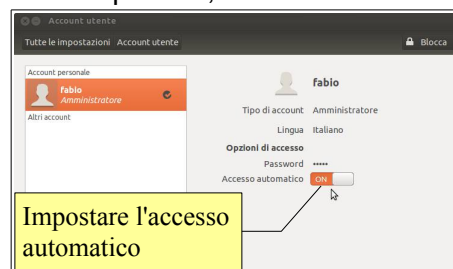 Account utente
Tutte le impostazioni Account utente
Blocca
Account personale
fabio
Amministratore
Altri account
fabio
Tipo di account Amministratore
Lingua Italiano
Opzioni di accesso
Password •••••
Accesso automatico ON
Impostare l'accesso
automatico